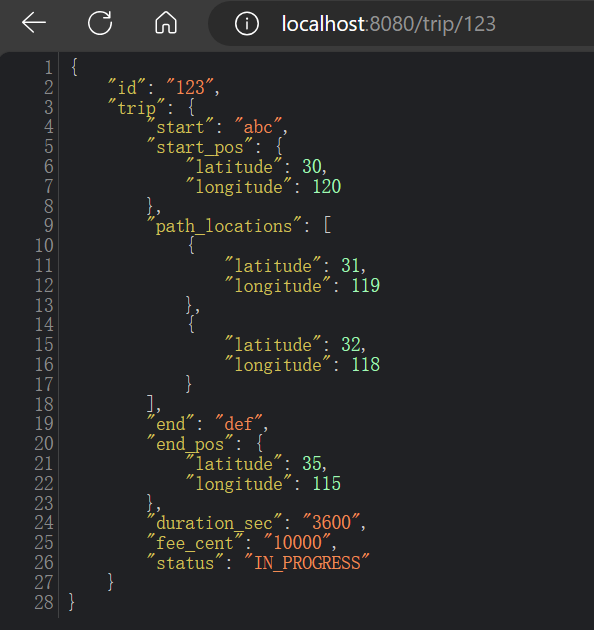 localhost:8080/trip/123
1 {
2     "id": "123",
3     "trip": {
4         "start": "abc",
5         "start_pos": {
6             "latitude": 30,
7             "longitude": 120
8         },
9         "path_locations": [
10             {
11                 "latitude": 31,
12                 "longitude": 119
13             },
14             {
15                 "latitude": 32,
16                 "longitude": 118
17             }
18         ],
19         "end": "def",
20         "end_pos": {
21             "latitude": 35,
22             "longitude": 115
23         },
24         "duration_sec": "3600",
25         "fee_cent": "10000",
26         "status": "IN_PROGRESS"
27     }
28 }